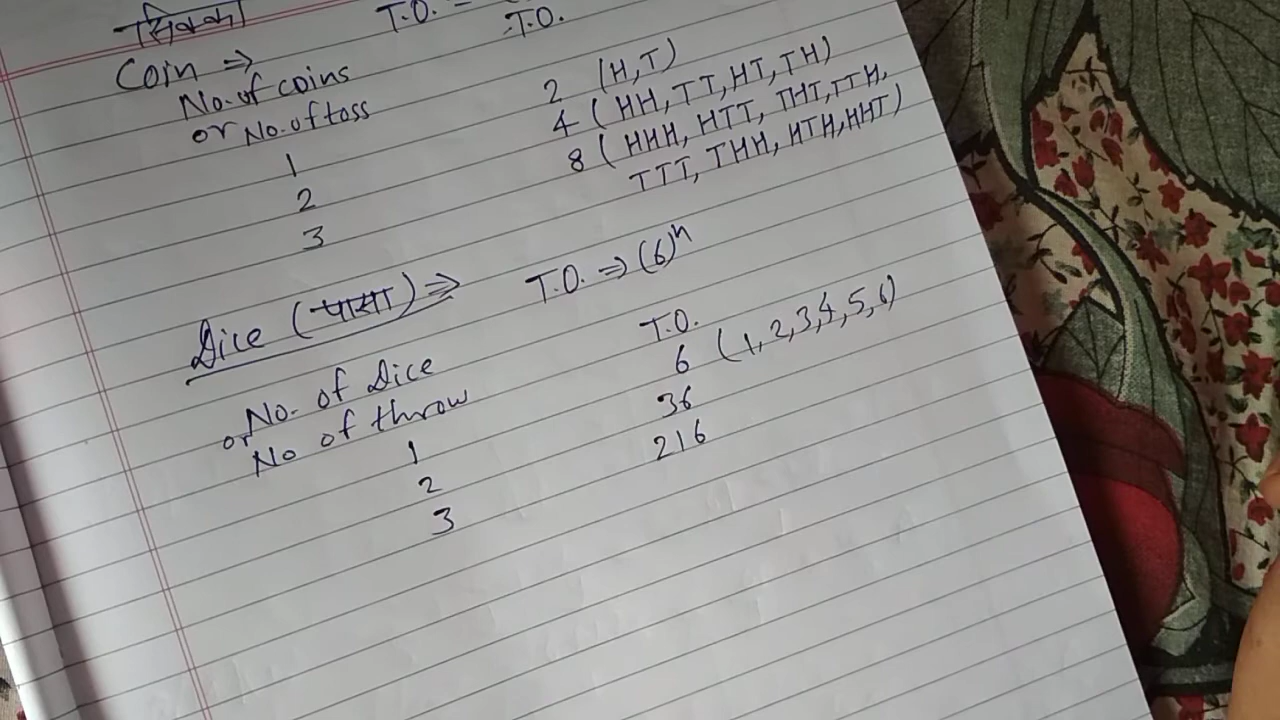 सिक्का T.O. -
Coin ⇒ T.O.
No. of coins
or No. of toss
1 2 (H,T)
2 4 (HH, TT, HT, TH)
3 8 (HHH, HTT, THT, TTH,
TTT, THH, HTH, HHT)
Dice (पासा) ⇒ T.O. ⇒ (6)ⁿ
No. of Dice T.O.
or No of throw
1 6 (1,2,3,4,5,6)
2 36
3 216